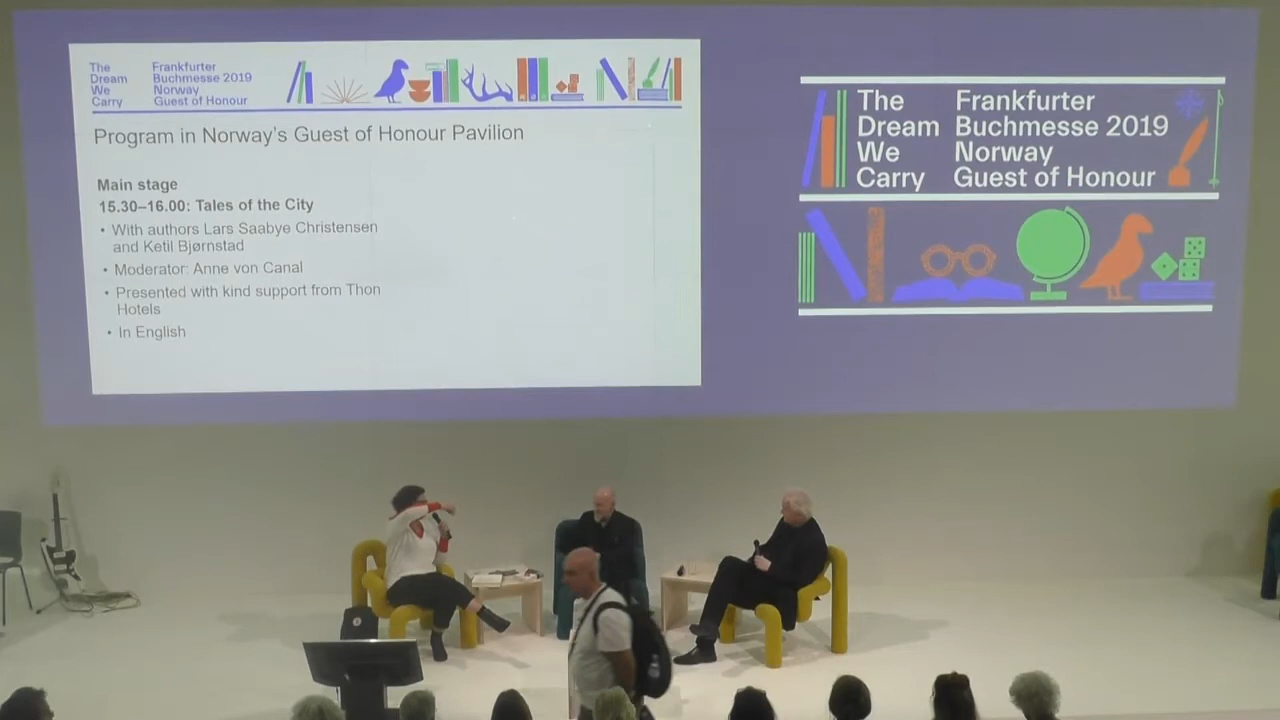 The
Dream
We
Carry
Frankfurter
Buchmesse 2019
Norway
Guest of Honour
Program in Norway's Guest of Honour Pavilion
Main stage
15.30–16.00: Tales of the City
• With authors Lars Saabye Christensen
and Ketil Bjørnstad
• Moderator: Anne von Canal
• Presented with kind support from Thon
Hotels
• In English
The
Dream
We
Carry
Frankfurter
Buchmesse 2019
Norway
Guest of Honour